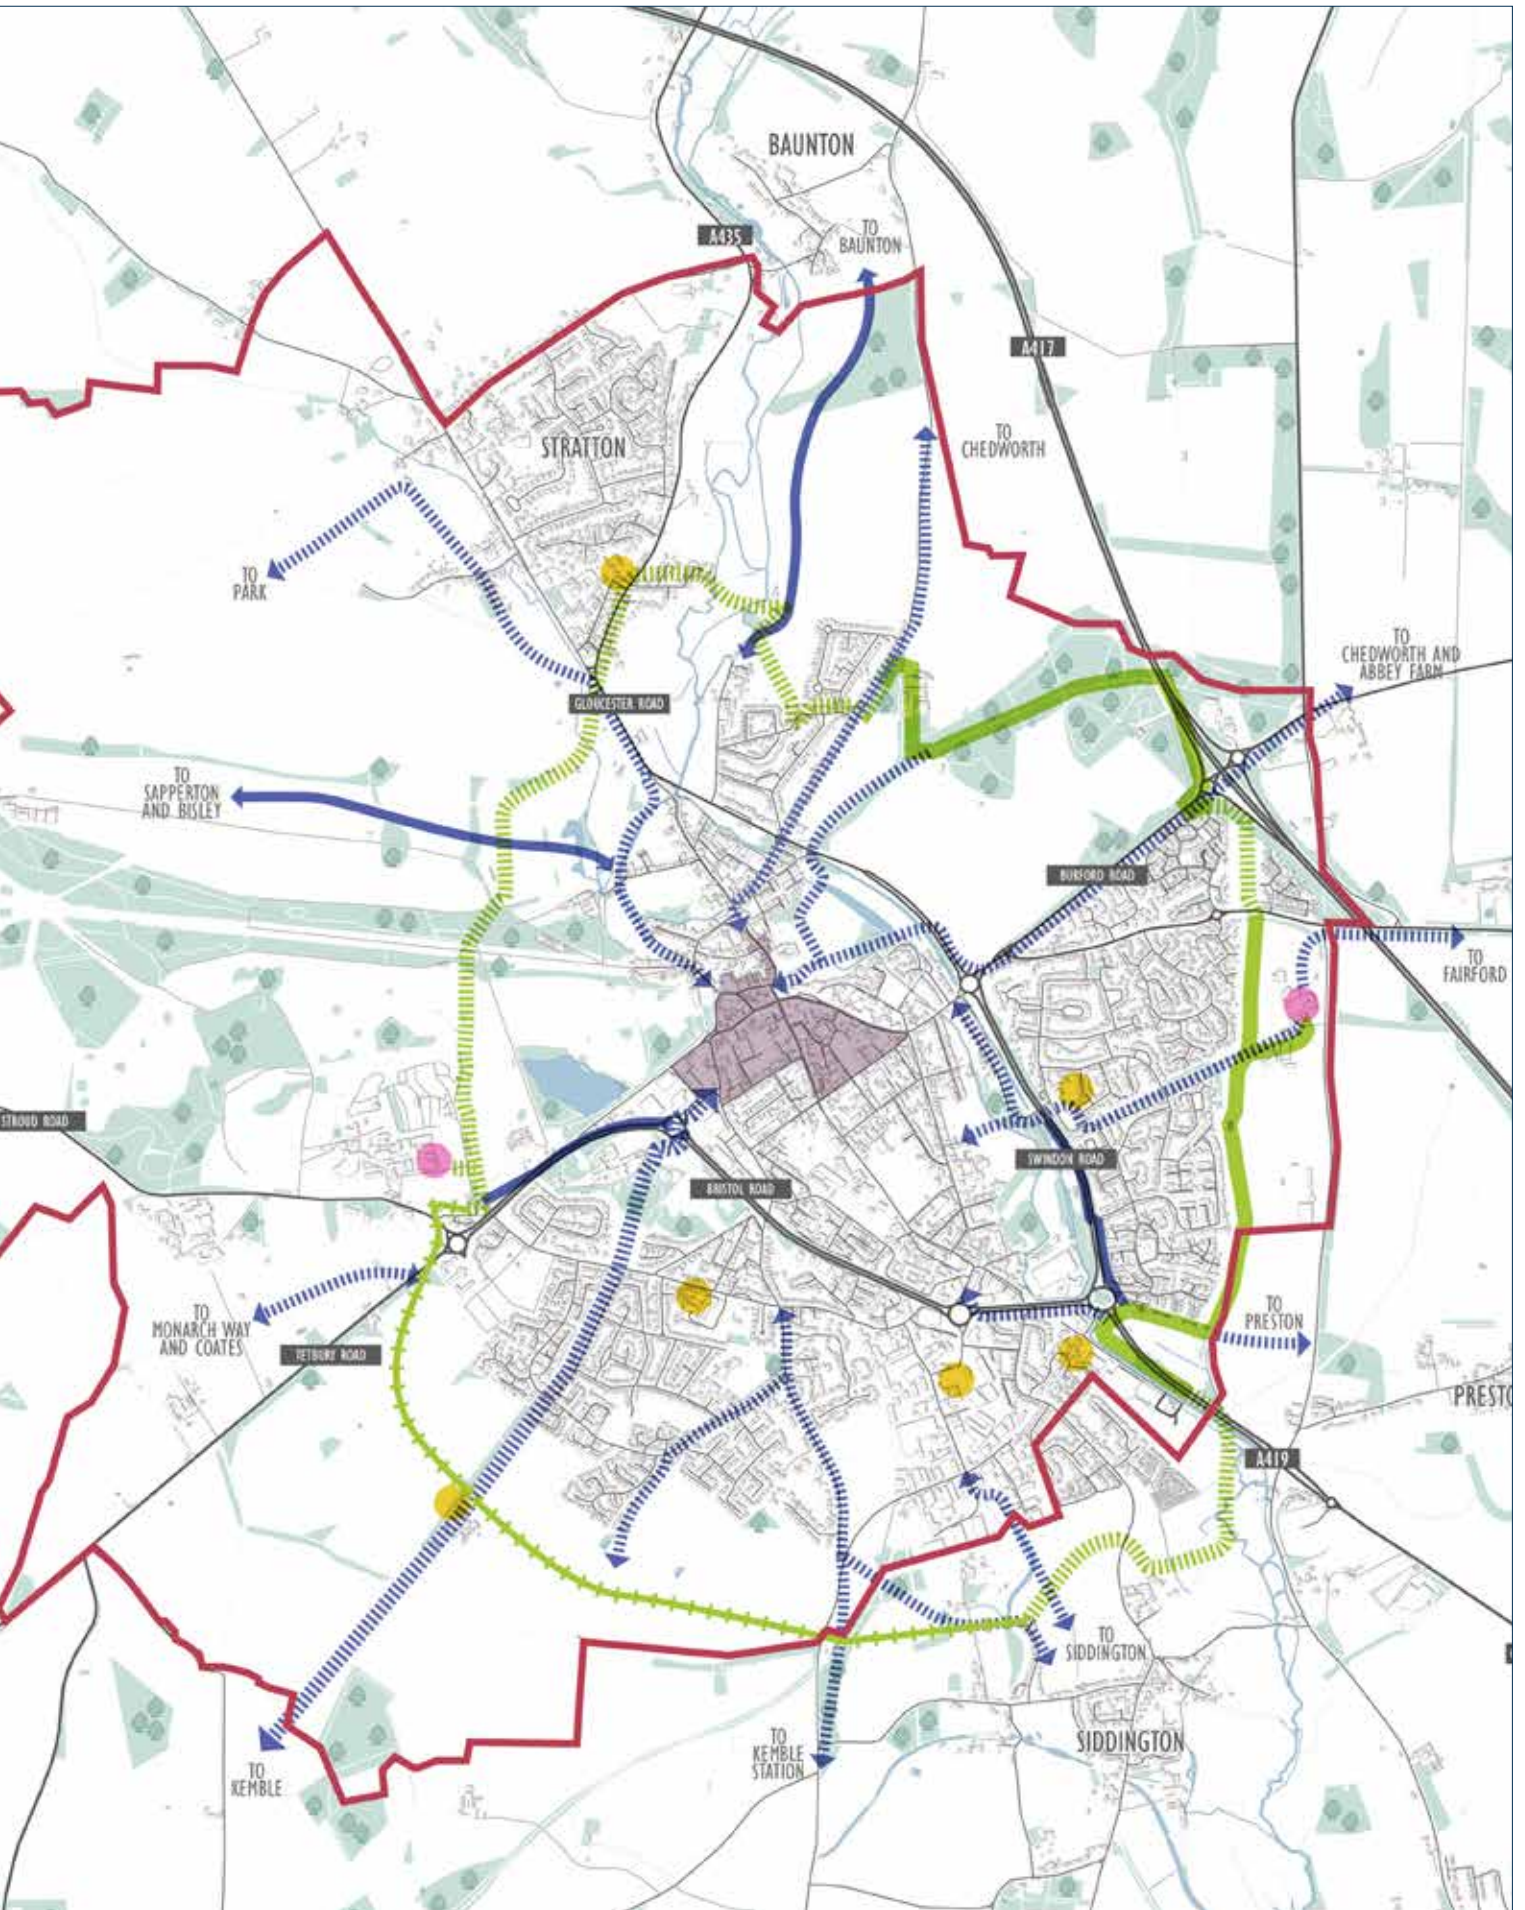 BAUNTON
A435
TO
BAUNTON
A417
STRATTON
TO
CHEDWORTH
TO
PARK
TO
CHEDWORTH AND
ABBEY FARM
GLOUCESTER ROAD
TO
SAPPERTON
AND BISLEY
BURFORD ROAD
TO
FAIRFORD
STROUD ROAD
SWINDON ROAD
BRISTOL ROAD
TO
MONARCH WAY
AND COATES
TETBURY ROAD
TO
PRESTON
PRESTO
A419
TO
SIDDINGTON
TO
KEMBLE
STATION
SIDDINGTON
TO
KEMBLE